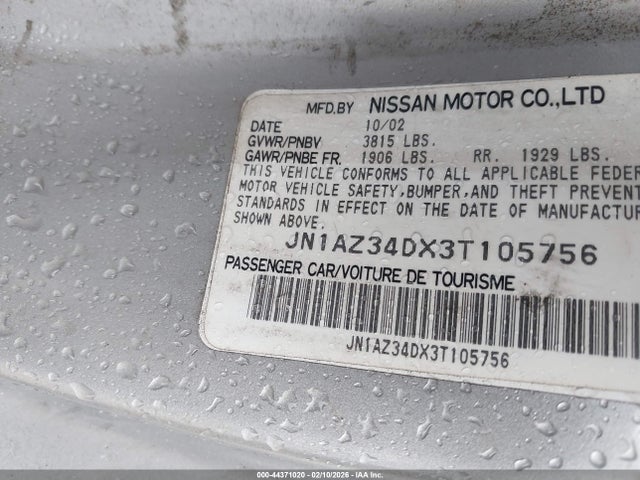 MFD.BY NISSAN MOTOR CO.,LTD
DATE 10/02
GVWR/PNBV 3815 LBS.
GAWR/PNBE FR. 1906 LBS. RR. 1929 LBS.
THIS VEHICLE CONFORMS TO ALL APPLICABLE FEDER
MOTOR VEHICLE SAFETY,BUMPER,AND THEFT PREVENT
STANDARDS IN EFFECT ON THE DATE OF MANUFACTUR
SHOWN ABOVE.
JN1AZ34DX3T105756
PASSENGER CAR/VOITURE DE TOURISME
JN1AZ34DX3T105756
000-44371020 - 02/10/2026 - IAA Inc.